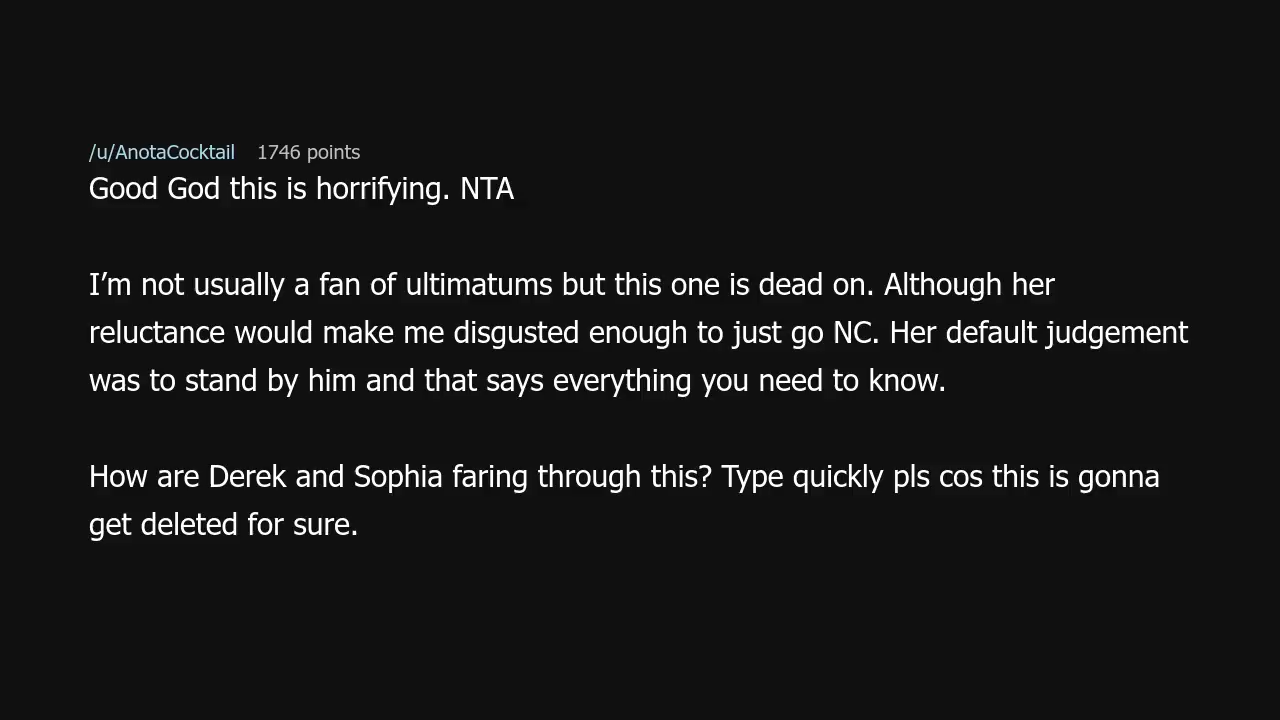 /u/AnotaCocktail 1746 points
Good God this is horrifying. NTA
I’m not usually a fan of ultimatums but this one is dead on. Although her
reluctance would make me disgusted enough to just go NC. Her default judgement
was to stand by him and that says everything you need to know.
How are Derek and Sophia faring through this? Type quickly pls cos this is gonna
get deleted for sure.